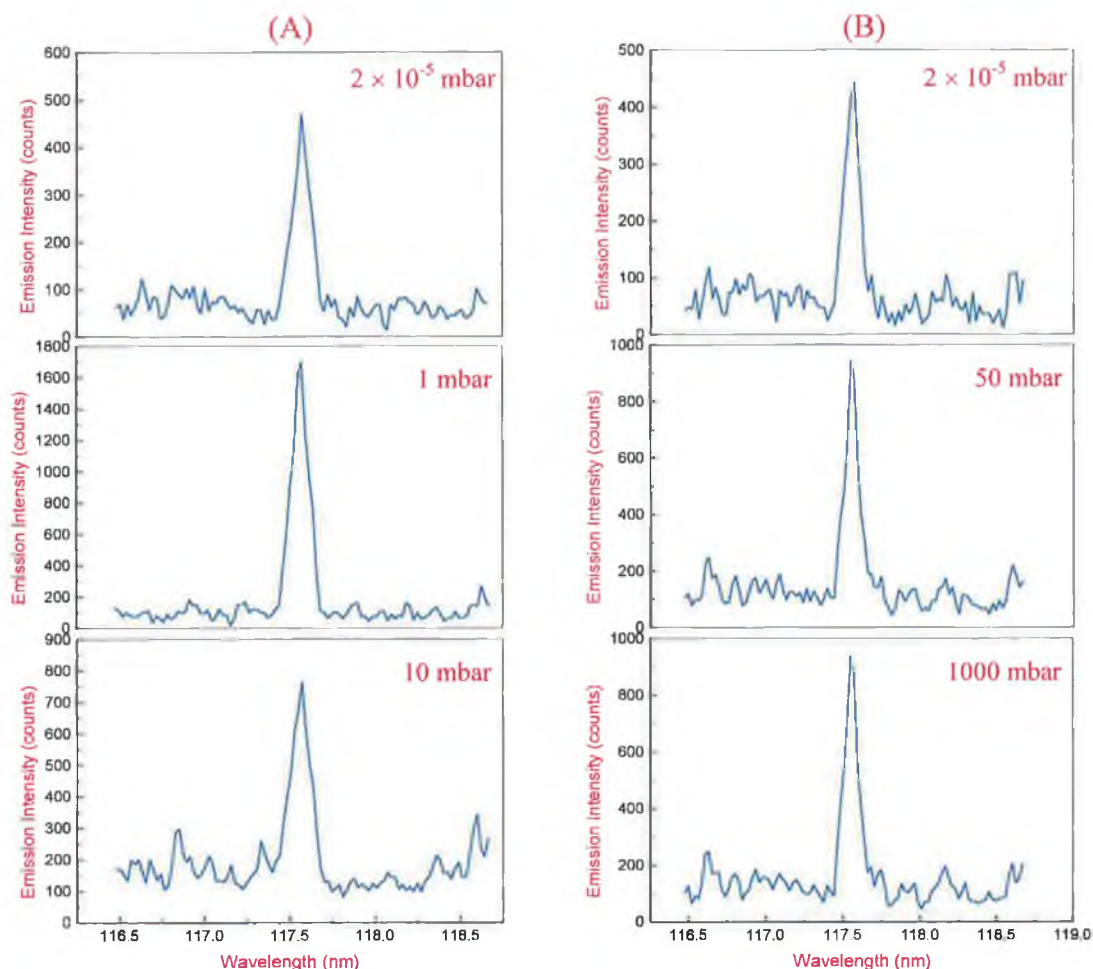 (A)
600
500
400
300
200
100
0
Emission Intensity (counts)
2 × 10⁻⁵ mbar
1800
1600
1400
1200
1000
800
600
400
200
0
Emission Intensity (counts)
1 mbar
900
800
700
600
500
400
300
200
100
0
Emission Intensity (counts)
10 mbar
116.5 117.0 117.5 118.0 118.5
Wavelength (nm)
(B)
500
400
300
200
100
0
Emission Intensity (counts)
2 × 10⁻⁵ mbar
1000
800
600
400
200
0
Emission Intensity (counts)
50 mbar
1000
800
600
400
200
0
Emission Intensity (counts)
1000 mbar
116.5 117.0 117.5 118.0 118.5 119.0
Wavelength (nm)